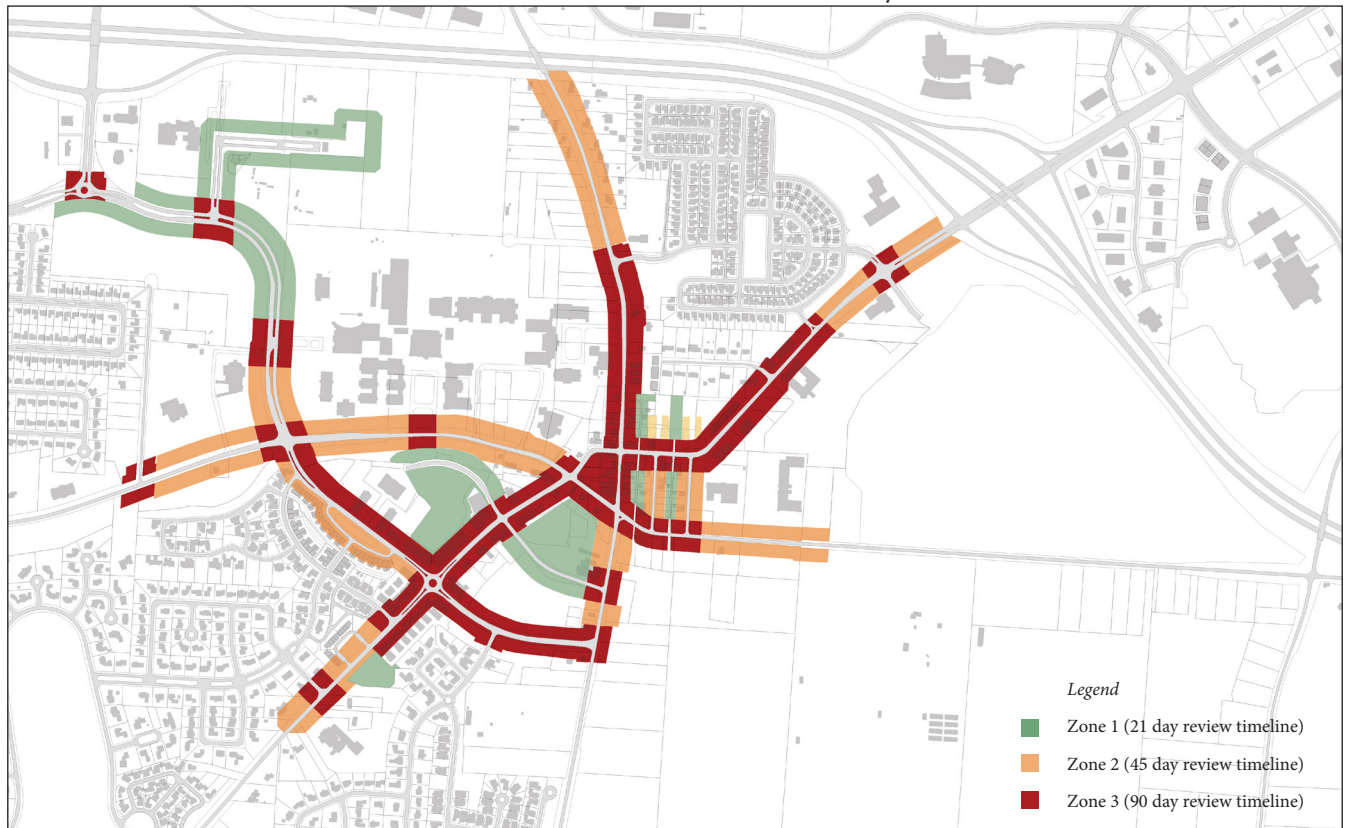 Legend
Zone 1 (21 day review timeline)
Zone 2 (45 day review timeline)
Zone 3 (90 day review timeline)